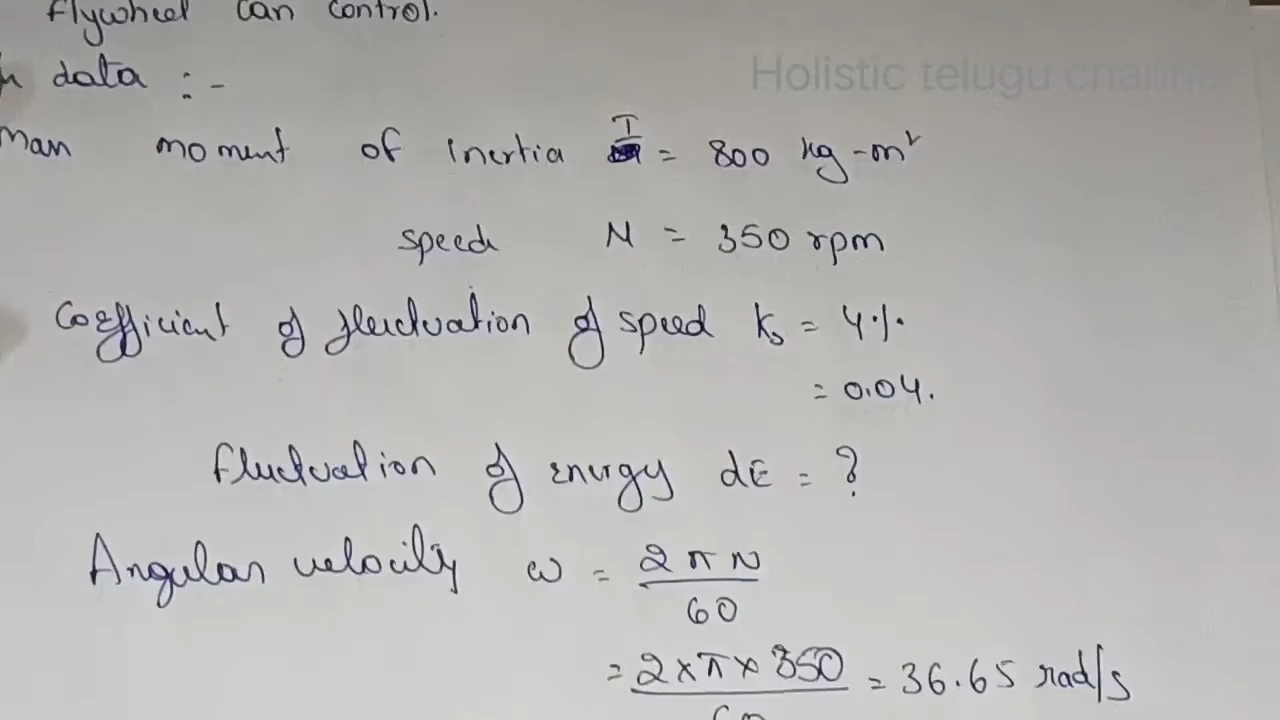 flywheel can control.
data :-
Holistic telugu channe
moment of inertia I = 800 kg-m²
speed N = 350 rpm
Coefficient of fluctuation of speed Ks = 4%
= 0.04.
Fluctuation of energy dE = ?
Angular velocity ω = 2πN
60
= 2×π×350 = 36.65 rad/s
60